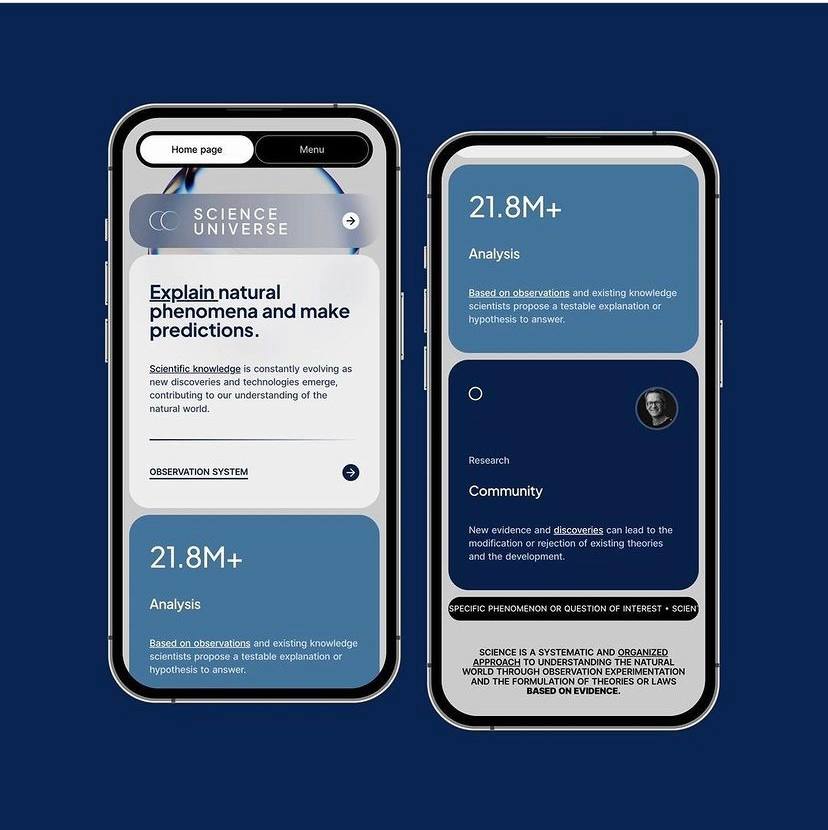 Home page
Menu
SCIENCE
UNIVERSE
Explain natural
phenomena and make
predictions.
Scientific knowledge is constantly evolving as
new discoveries and technologies emerge,
contributing to our understanding of the
natural world.
OBSERVATION SYSTEM
21.8M+
Analysis
Based on observations and existing knowledge
scientists propose a testable explanation or
hypothesis to answer.
21.8M+
Analysis
Based on observations and existing knowledge
scientists propose a testable explanation or
hypothesis to answer.
Research
Community
New evidence and discoveries can lead to the
modification or rejection of existing theories
and the development.
SPECIFIC PHENOMENON OR QUESTION OF INTEREST • SCIENT
SCIENCE IS A SYSTEMATIC AND ORGANIZED
APPROACH TO UNDERSTANDING THE NATURAL
WORLD THROUGH OBSERVATION EXPERIMENTATION
AND THE FORMULATION OF THEORIES OR LAWS
BASED ON EVIDENCE.